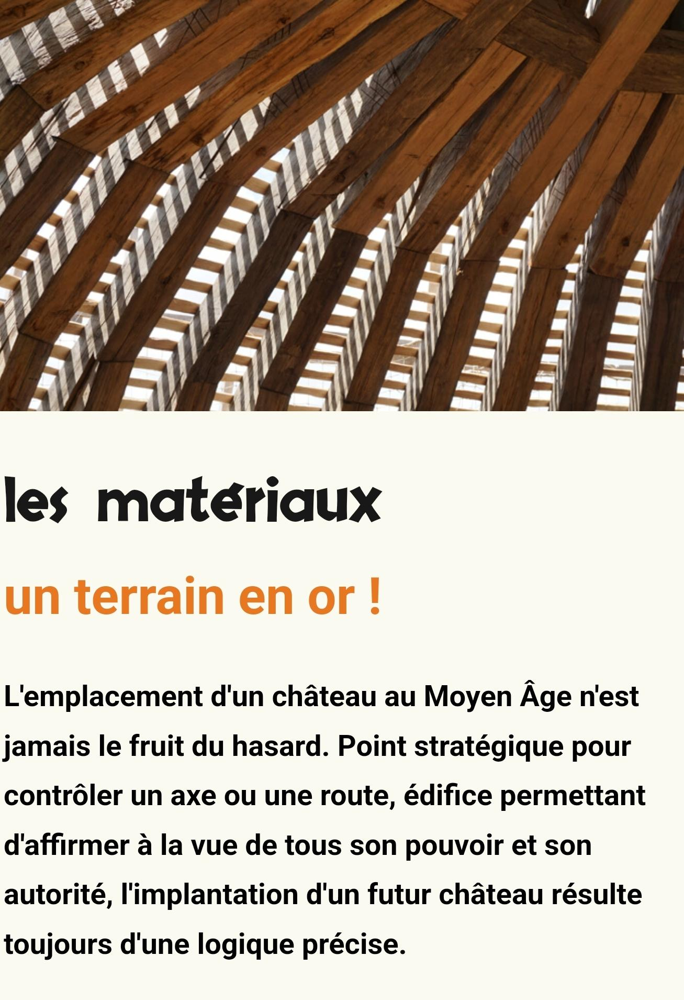 les matériaux
un terrain en or !
L'emplacement d'un château au Moyen Âge n'est
jamais le fruit du hasard. Point stratégique pour
contrôler un axe ou une route, édifice permettant
d'affirmer à la vue de tous son pouvoir et son
autorité, l'implantation d'un futur château résulte
toujours d'une logique précise.